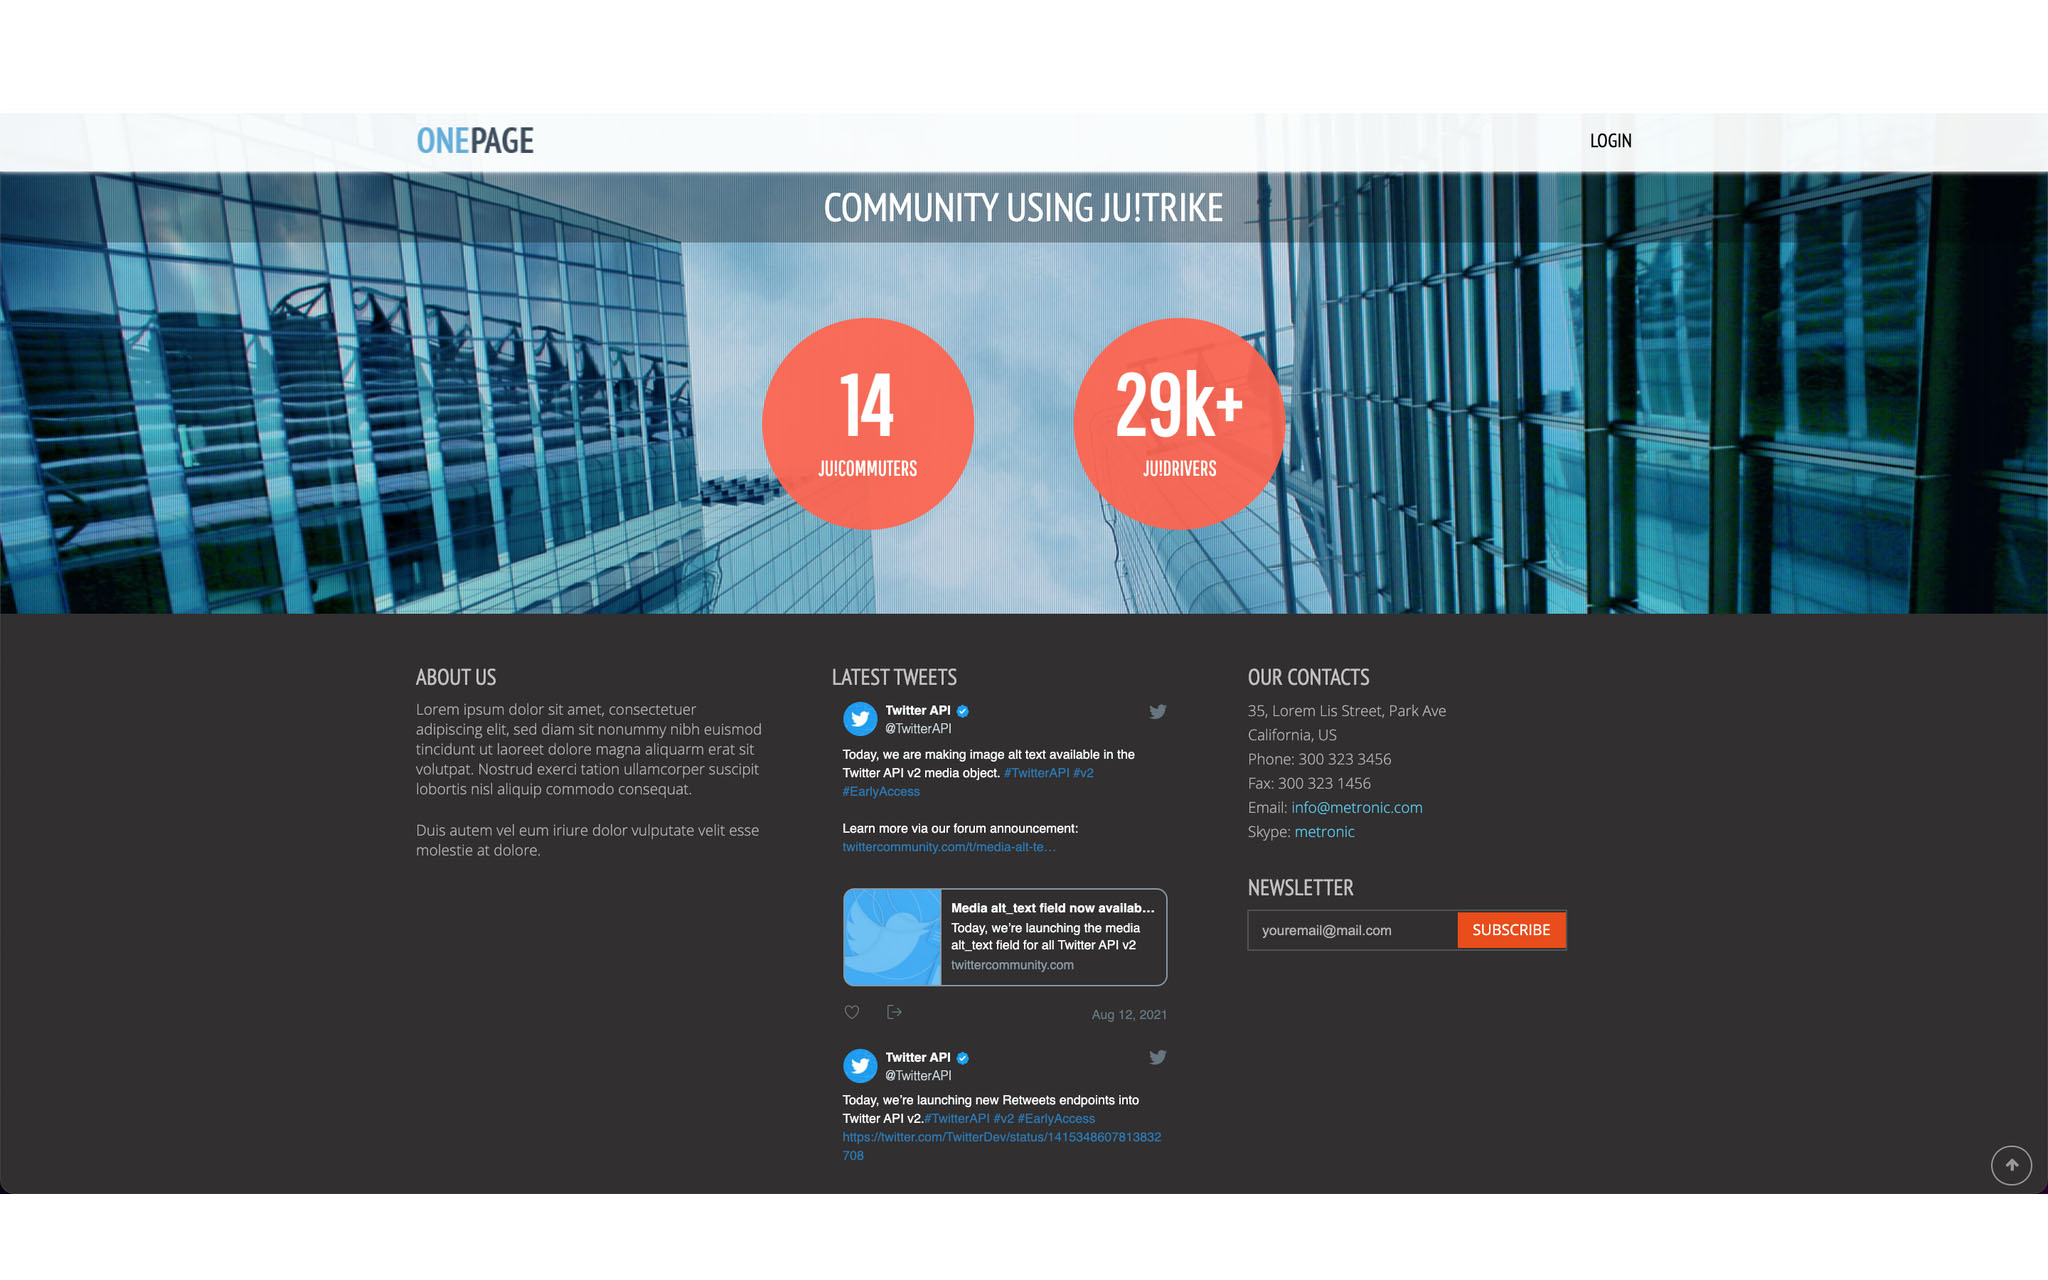 ONEPAGE
LOGIN
COMMUNITY USING JU!TRIKE
14
JU!COMMUTERS
29k+
JU!DRIVERS
ABOUT US
Lorem ipsum dolor sit amet, consectetuer
adipiscing elit, sed diam sit nonummy nibh euismod
tincidunt ut laoreet dolore magna aliquarm erat sit
volutpat. Nostrud exerci tation ullamcorper suscipit
lobortis nisl aliquip commodo consequat.
Duis autem vel eum iriure dolor vulputate velit esse
molestie at dolore.
LATEST TWEETS
Twitter API
@TwitterAPI
Today, we are making image alt text available in the
Twitter API v2 media object. #TwitterAPI #v2
#EarlyAccess
Learn more via our forum announcement:
twittercommunity.com/t/media-alt-te…
Media alt_text field now availab…
Today, we’re launching the media
alt_text field for all Twitter API v2
twittercommunity.com
Aug 12, 2021
Twitter API
@TwitterAPI
Today, we’re launching new Retweets endpoints into
Twitter API v2.#TwitterAPI #v2 #EarlyAccess
https://twitter.com/TwitterDev/status/1415348607813832
708
OUR CONTACTS
35, Lorem Lis Street, Park Ave
California, US
Phone: 300 323 3456
Fax: 300 323 1456
Email: info@metronic.com
Skype: metronic
NEWSLETTER
youremail@mail.com
SUBSCRIBE